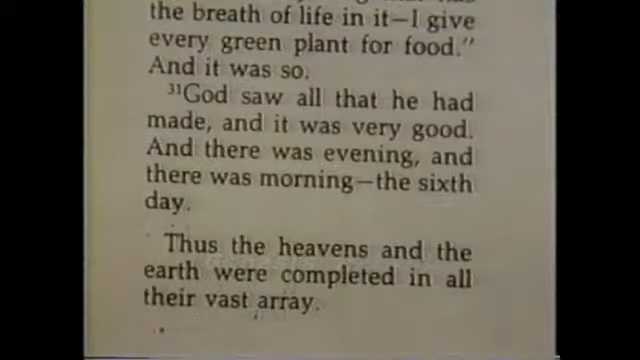 the breath of life in it—I give
every green plant for food."
And it was so.
³¹God saw all that he had
made, and it was very good.
And there was evening, and
there was morning—the sixth
day.
Thus the heavens and the
earth were completed in all
their vast array.